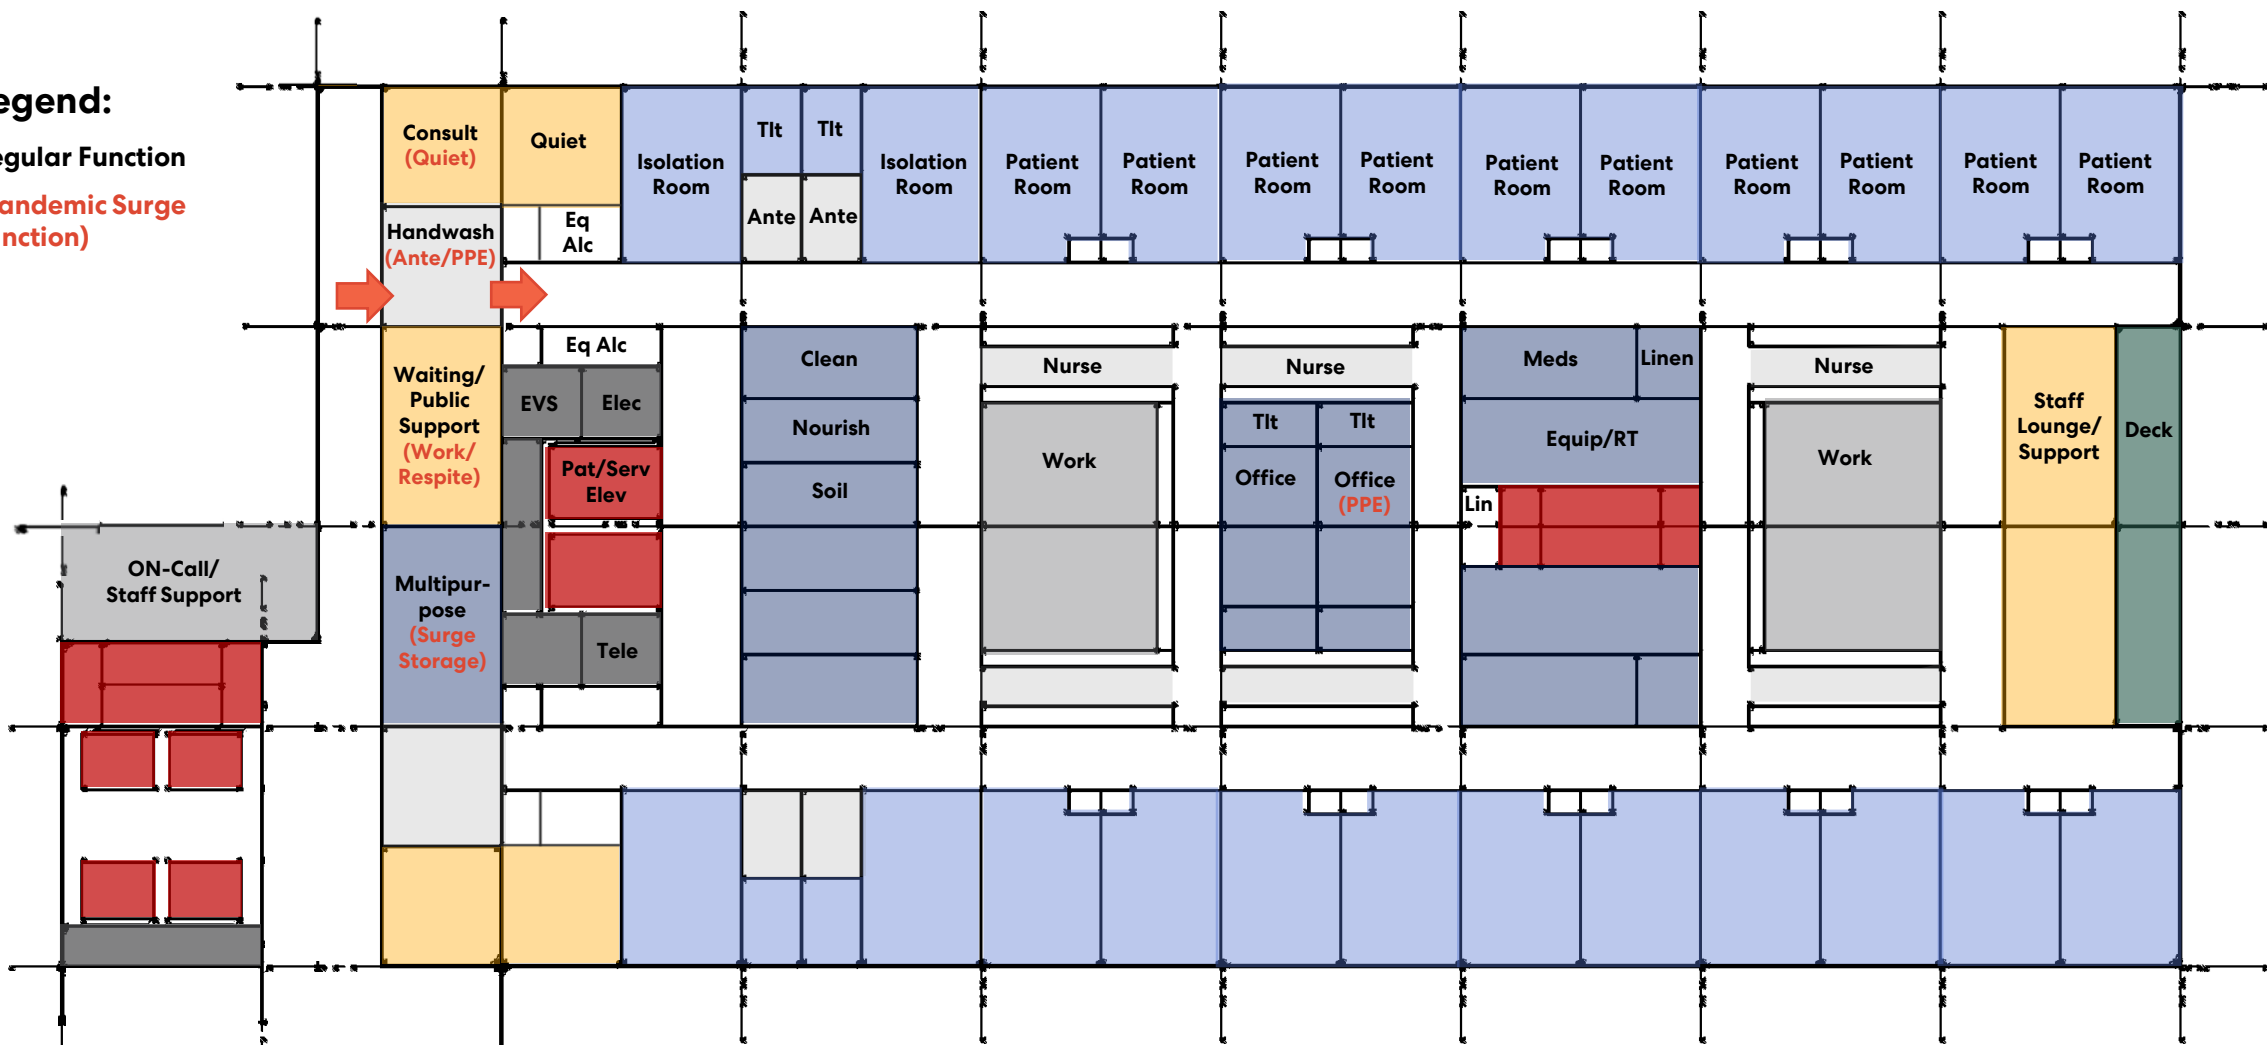 egend:
egular Function
andemic Surge
nction)
Consult
(Quiet)
Quiet
Handwash
(Ante/PPE)
Eq
Alc
Isolation
Room
Tlt
Tlt
Ante
Ante
Isolation
Room
Patient
Room
Patient
Room
Patient
Room
Patient
Room
Patient
Room
Patient
Room
Patient
Room
Patient
Room
Patient
Room
Patient
Room
Waiting/
Public
Support
(Work/
Respite)
Eq Alc
EVS
Elec
Pat/Serv
Elev
Clean
Nourish
Soil
Nurse
Work
Nurse
Tlt
Tlt
Office
Office
(PPE)
Meds
Linen
Equip/RT
Lin
Nurse
Work
Staff
Lounge/
Support
Deck
ON-Call/
Staff Support
Multipur-
pose
(Surge
Storage)
Tele